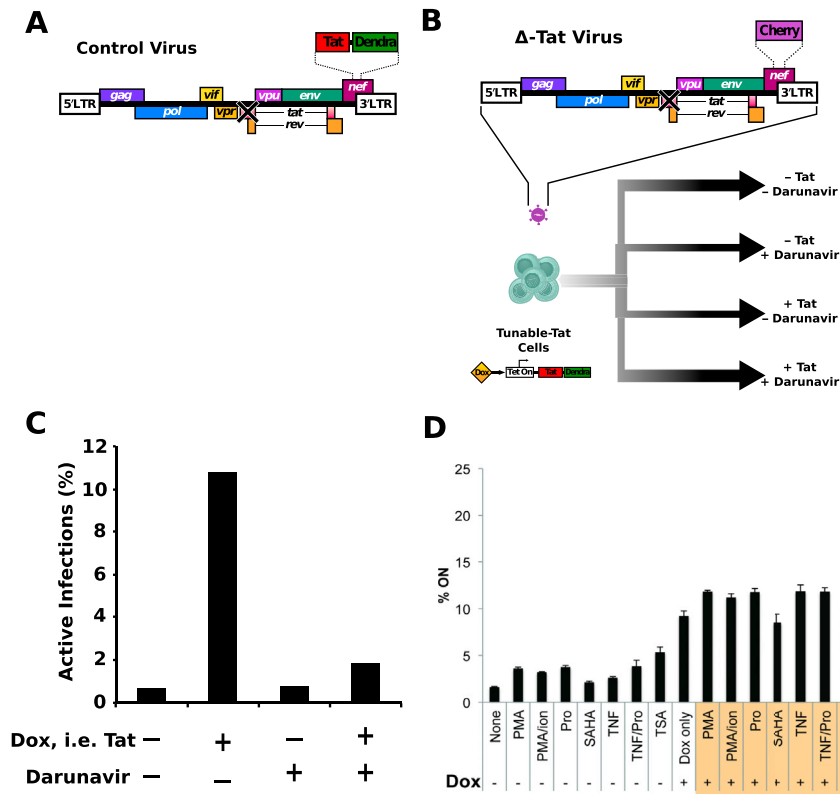 A
Control Virus
Tat Dendra
gag vif vpu env nef
5'LTR 3'LTR
pol vpr tat
rev
B
Δ-Tat Virus
Cherry
gag vif vpu env nef
5'LTR 3'LTR
pol vpr tat
rev
– Tat
– Darunavir
– Tat
+ Darunavir
+ Tat
– Darunavir
+ Tat
+ Darunavir
Tunable-Tat
Cells
Dox Tet On Tat Dendra
C
Active Infections (%)
12
10
8
6
4
2
0
Dox, i.e. Tat – + – +
Darunavir – – + +
D
% ON
25
20
15
10
5
0
None
PMA
PMA/ion
Pro
SAHA
TNF
TNF/Pro
TSA
Dox only
PMA
PMA/ion
Pro
SAHA
TNF
TNF/Pro
Dox - - - - - - - - + + + + + + +